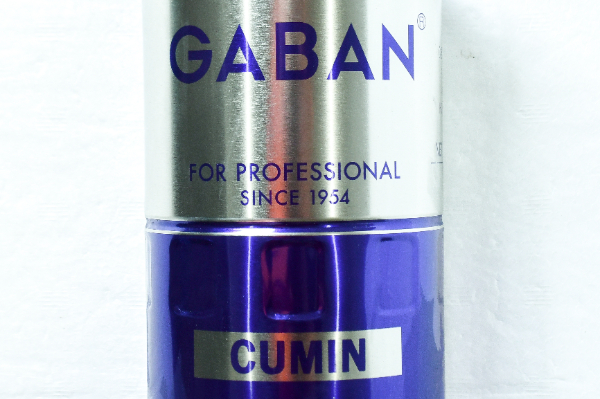 GABAN®
FOR PROFESSIONAL
SINCE 1954
CUMIN